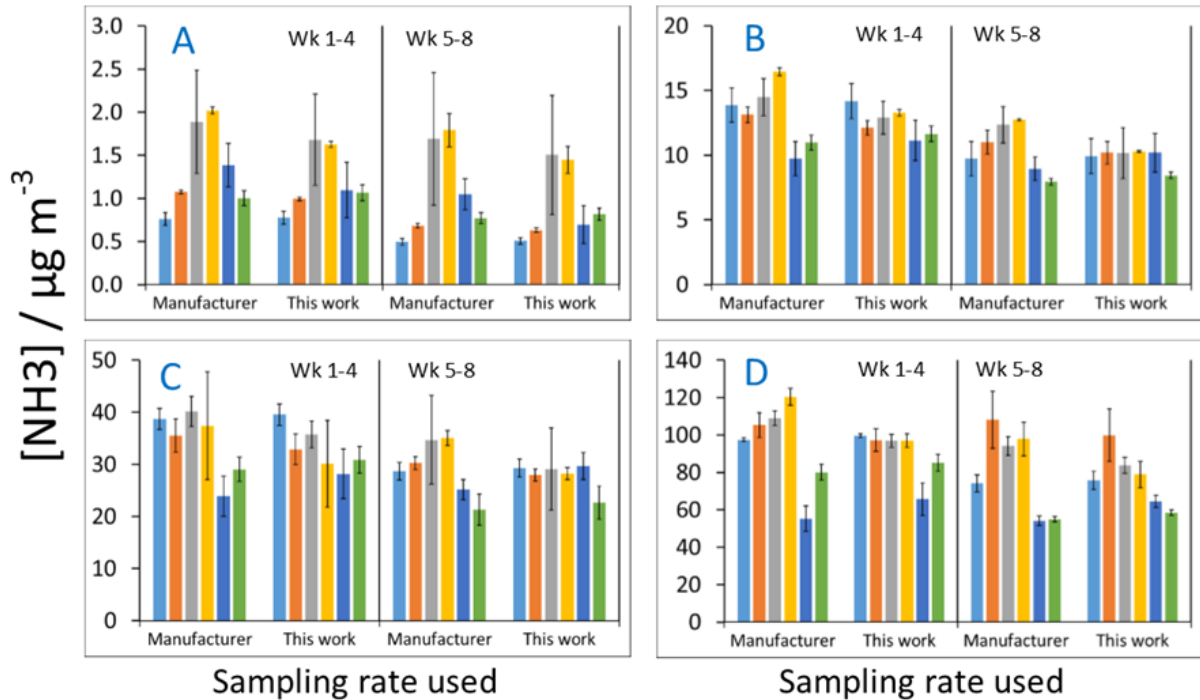 [NH3] / µg m⁻³
A
Wk 1-4
Wk 5-8
3.0
2.5
2.0
1.5
1.0
0.5
0.0
Manufacturer
This work
Manufacturer
This work
B
Wk 1-4
Wk 5-8
20
15
10
5
0
Manufacturer
This work
Manufacturer
This work
C
Wk 1-4
Wk 5-8
50
40
30
20
10
0
Manufacturer
This work
Manufacturer
This work
D
Wk 1-4
Wk 5-8
140
120
100
80
60
40
20
0
Manufacturer
This work
Manufacturer
This work
Sampling rate used
Sampling rate used